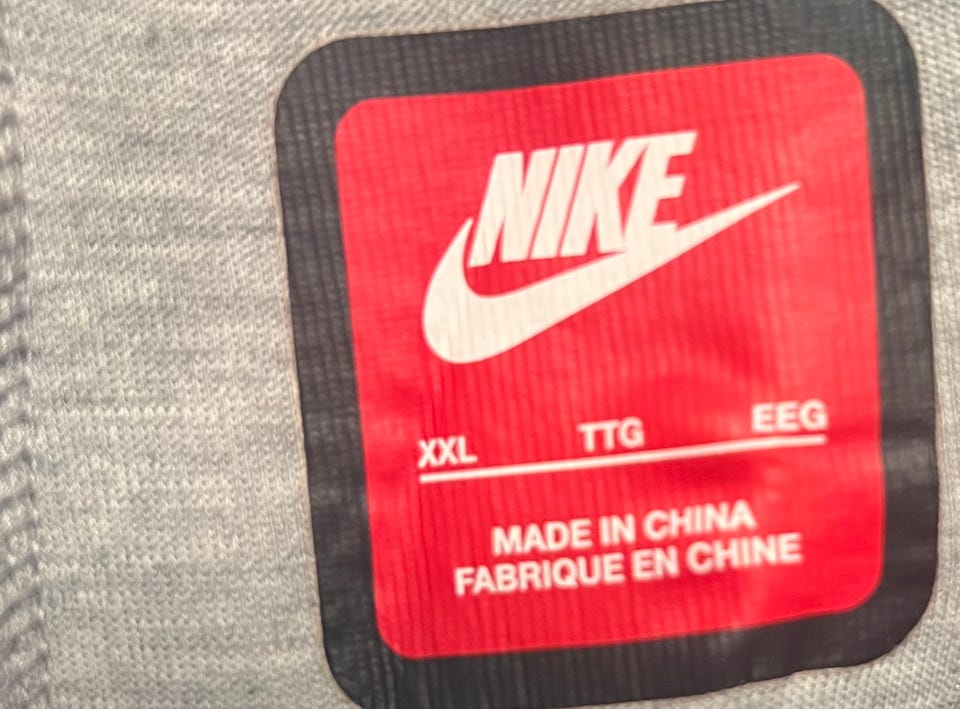 NIKE
XXL TTG EEG
MADE IN CHINA
FABRIQUE EN CHINE